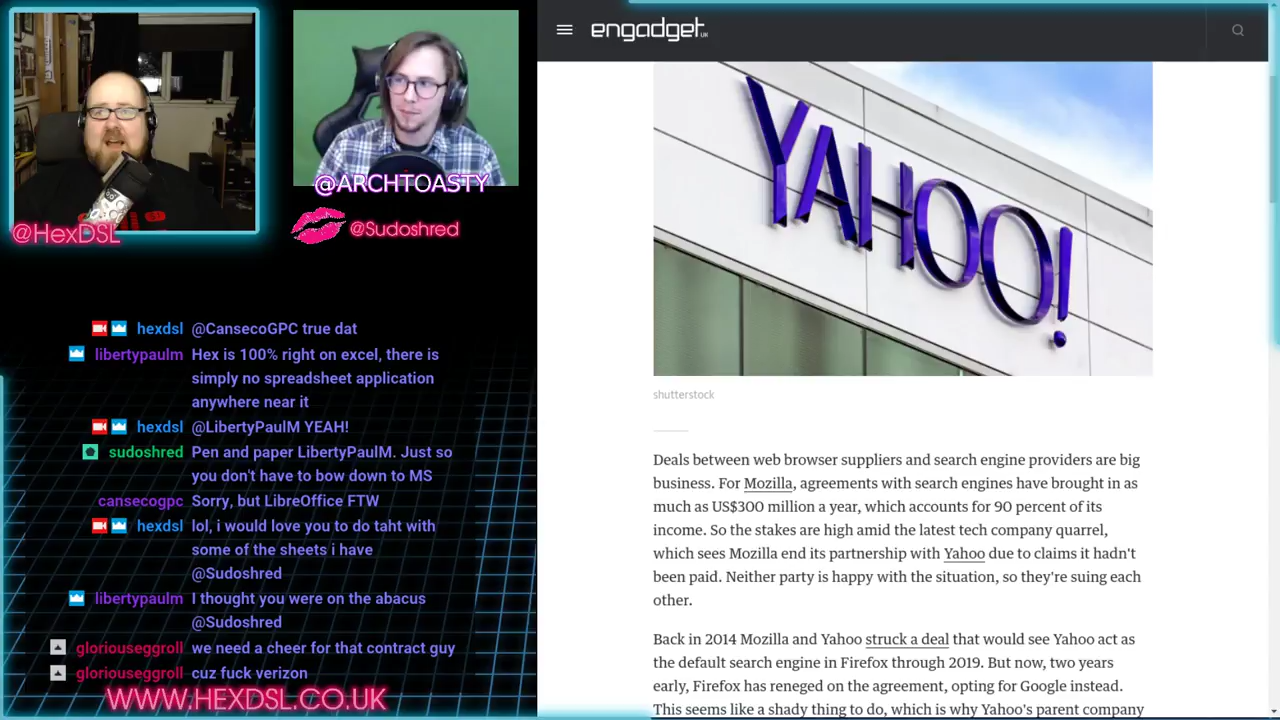 @HexDSL
@ARCHTOASTY
@Sudoshred
hexdsl @CansecoGPC true dat
libertypaulm Hex is 100% right on excel, there is
simply no spreadsheet application
anywhere near it
hexdsl @LibertyPaulM YEAH!
sudoshred Pen and paper LibertyPaulM. Just so
you don't have to bow down to MS
cansecogpc Sorry, but LibreOffice FTW
hexdsl lol, i would love you to do taht with
some of the sheets i have
@Sudoshred
libertypaulm I thought you were on the abacus
@Sudoshred
gloriouseggroll we need a cheer for that contract guy
gloriouseggroll cuz fuck verizon
WWW.HEXDSL.CO.UK
engadget UK
YAHOO!
shutterstock
Deals between web browser suppliers and search engine providers are big
business. For Mozilla, agreements with search engines have brought in as
much as US$300 million a year, which accounts for 90 percent of its
income. So the stakes are high amid the latest tech company quarrel,
which sees Mozilla end its partnership with Yahoo due to claims it hadn't
been paid. Neither party is happy with the situation, so they're suing each
other.
Back in 2014 Mozilla and Yahoo struck a deal that would see Yahoo act as
the default search engine in Firefox through 2019. But now, two years
early, Firefox has reneged on the agreement, opting for Google instead.
This seems like a shady thing to do, which is why Yahoo's parent company